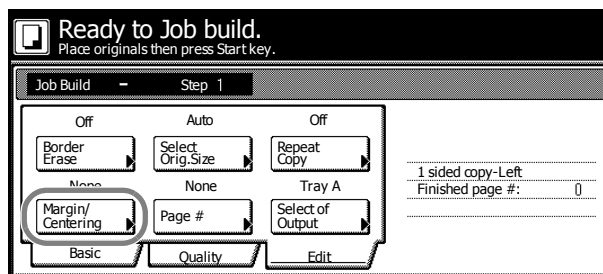 Ready to Job build.
Place originals then press Start key.
Job Build - Step 1
Off Auto Off
Border Erase
Select Orig.Size
Repeat Copy
1 sided copy-Left
Finished page #: 0
None None Tray A
Margin/ Centering
Page #
Select of Output
Basic Quality Edit